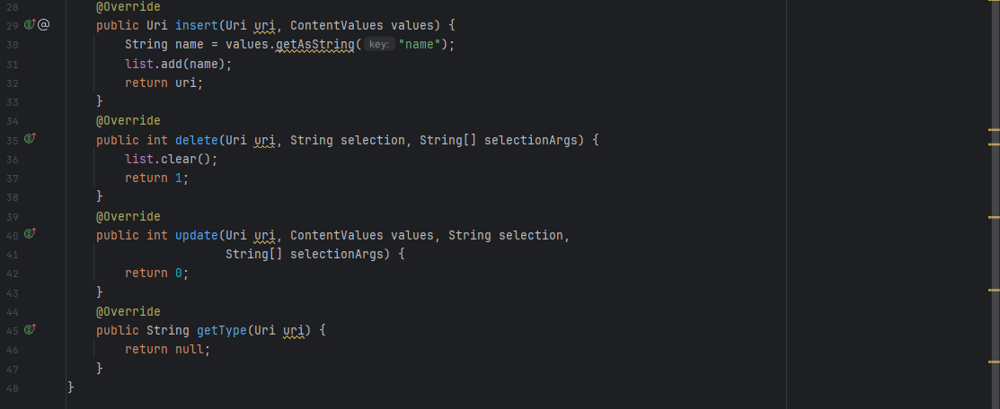 28 @Override
29 @ public Uri insert(Uri uri, ContentValues values) {
30 String name = values.getAsString( key: "name");
31 list.add(name);
32 return uri;
33 }
34 @Override
35 public int delete(Uri uri, String selection, String[] selectionArgs) {
36 list.clear();
37 return 1;
38 }
39 @Override
40 public int update(Uri uri, ContentValues values, String selection,
41 String[] selectionArgs) {
42 return 0;
43 }
44 @Override
45 public String getType(Uri uri) {
46 return null;
47 }
48 }